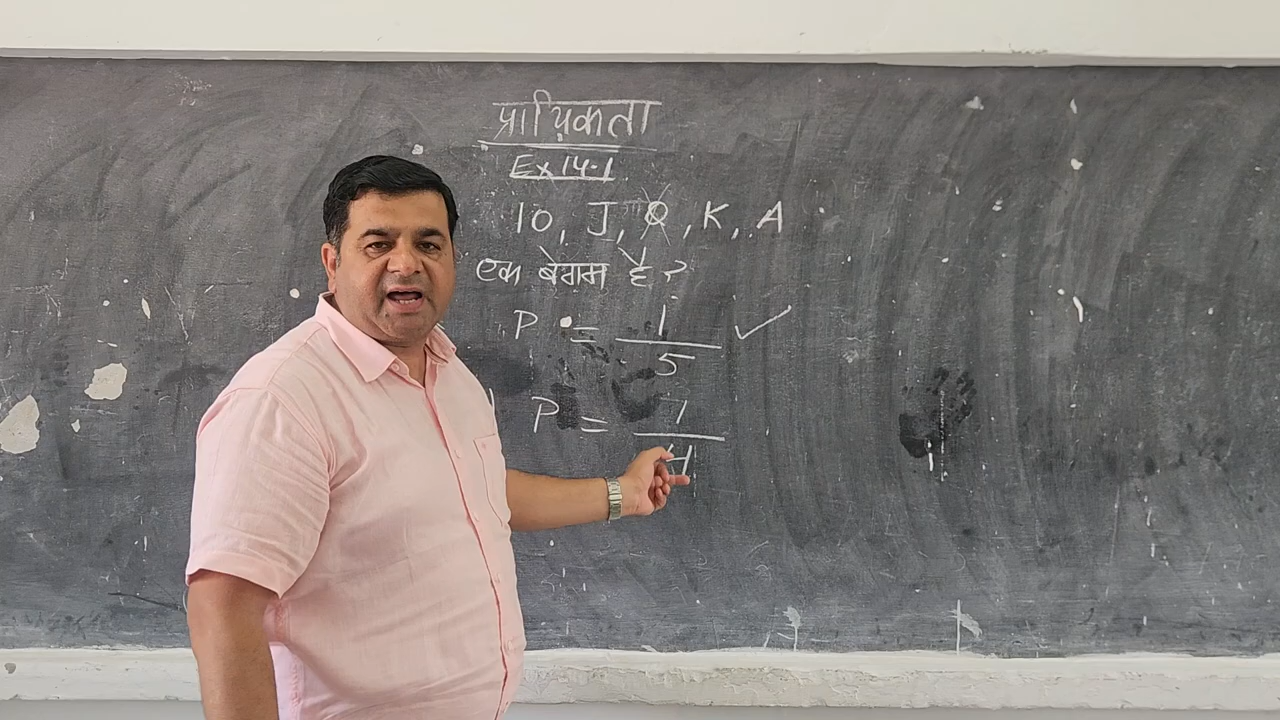 प्रायिकता
Ex 14.1
10, J, Q, K, A
एक बेगम है?
P = 1/5 ✓
P = 1/4